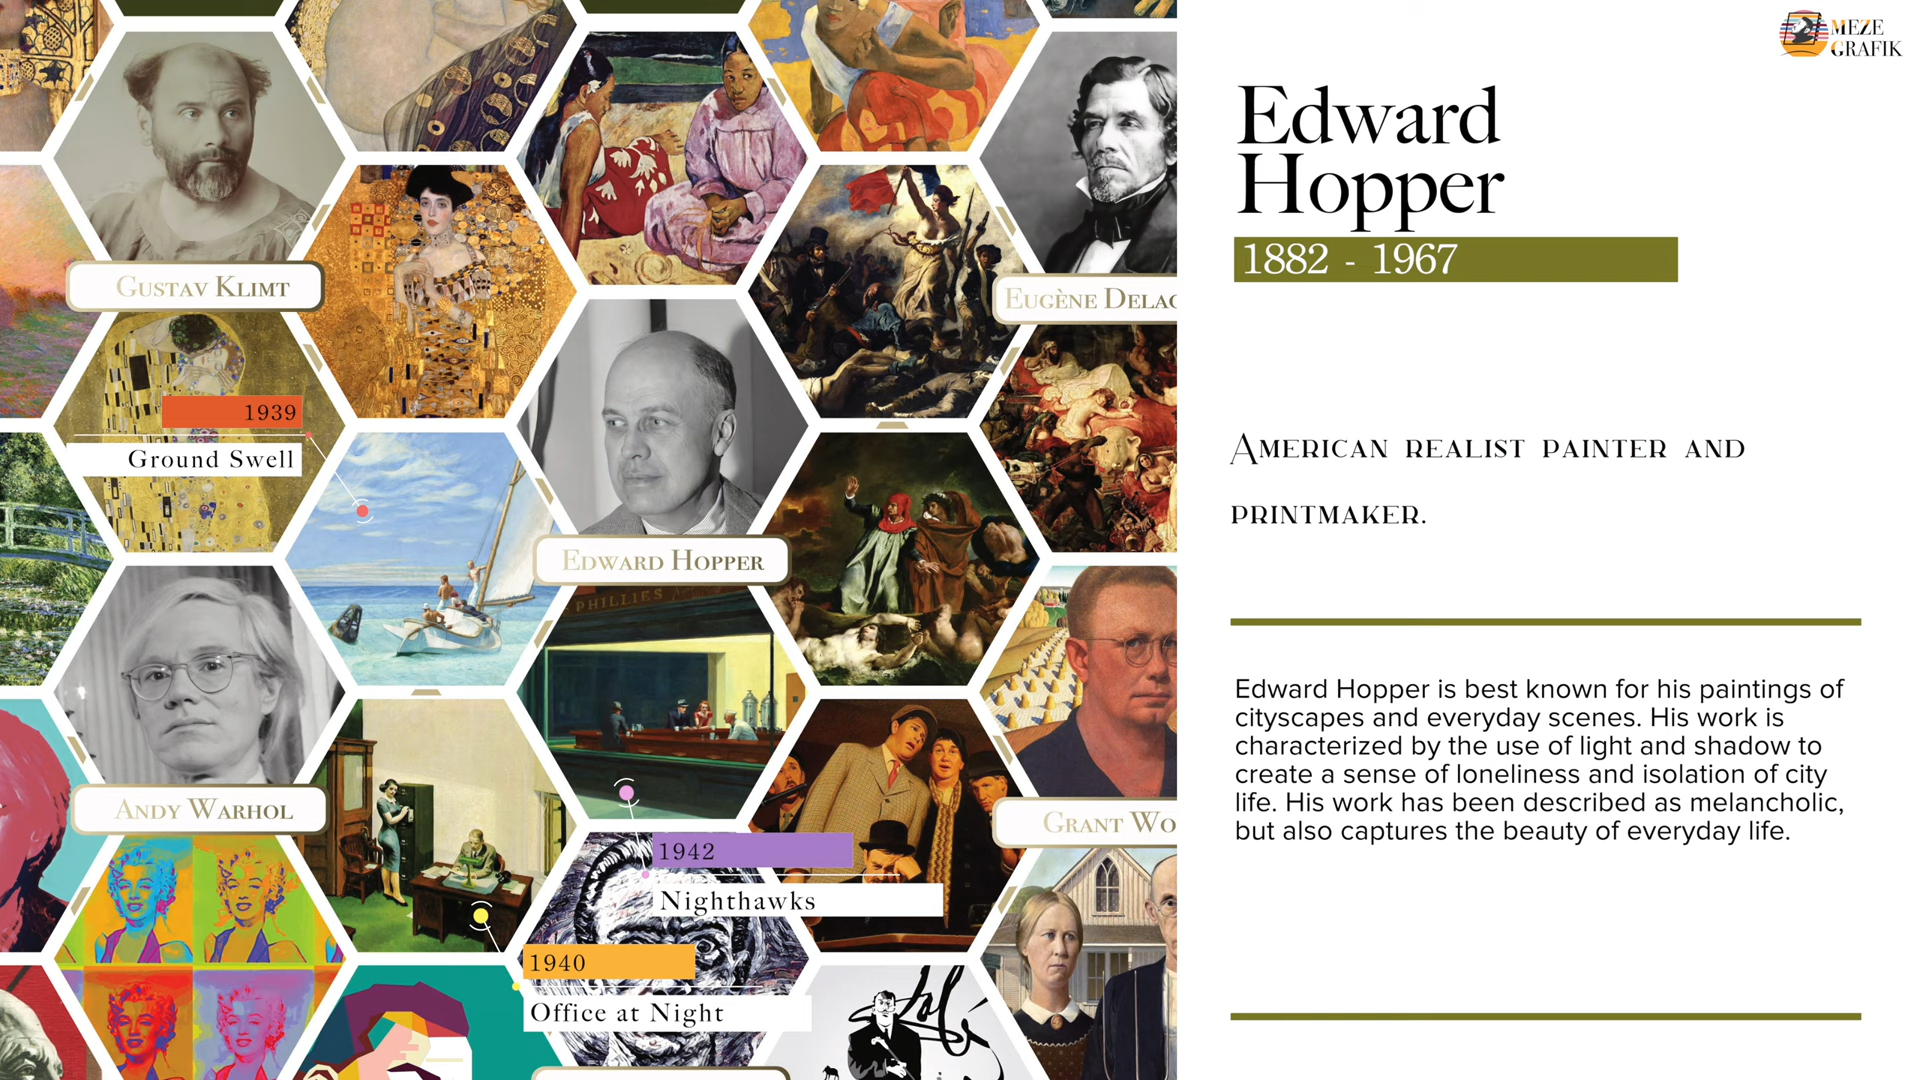 MEZE
GRAFIK
Edward
Hopper
1882 - 1967
American realist painter and
printmaker.
Edward Hopper is best known for his paintings of
cityscapes and everyday scenes. His work is
characterized by the use of light and shadow to
create a sense of loneliness and isolation of city
life. His work has been described as melancholic,
but also captures the beauty of everyday life.
Gustav Klimt
Eugène Delac
1939
Ground Swell
Edward Hopper
PHILLIES
Andy Warhol
Grant Wo
1942
Nighthawks
1940
Office at Night